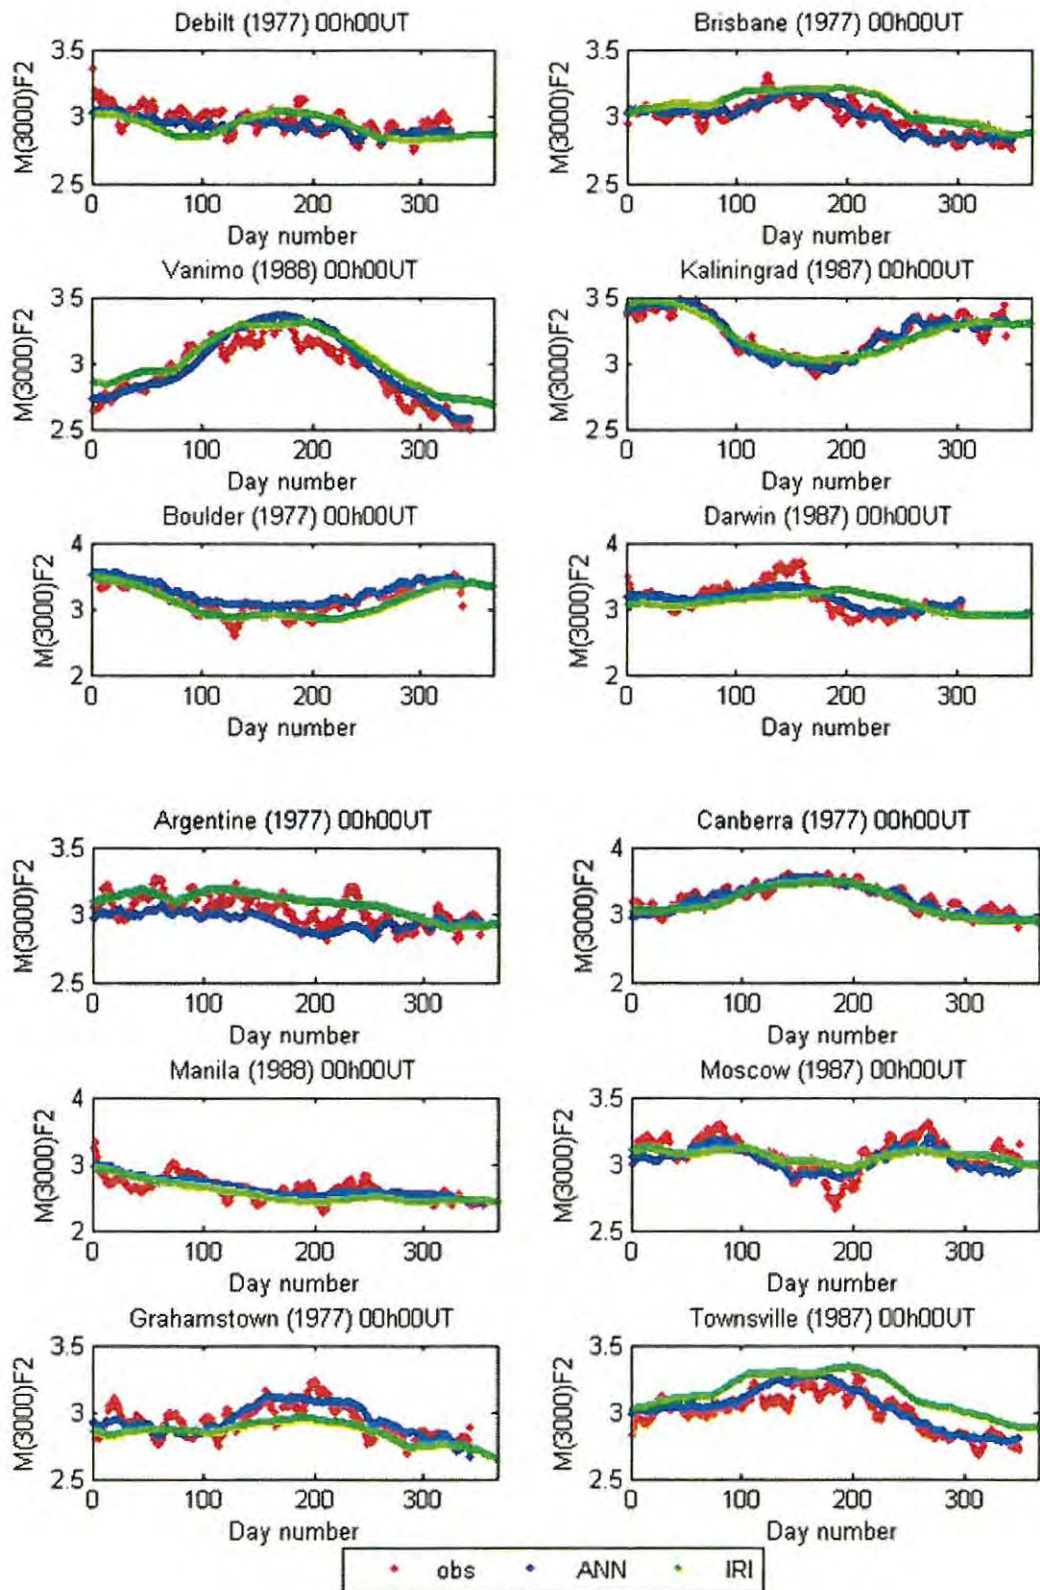 Debilt (1977) 00h00UT
3.5
3
2.5
M(3000)F2
0 100 200 300
Day number
Brisbane (1977) 00h00UT
3.5
3
2.5
M(3000)F2
0 100 200 300
Day number
Vanimo (1988) 00h00UT
3.5
3
2.5
M(3000)F2
0 100 200 300
Day number
Kaliningrad (1987) 00h00UT
3.5
3
2.5
M(3000)F2
0 100 200 300
Day number
Boulder (1977) 00h00UT
4
3
2
M(3000)F2
0 100 200 300
Day number
Darwin (1987) 00h00UT
4
3
2
M(3000)F2
0 100 200 300
Day number
Argentine (1977) 00h00UT
3.5
3
2.5
M(3000)F2
0 100 200 300
Day number
Canberra (1977) 00h00UT
4
3
2
M(3000)F2
0 100 200 300
Day number
Manila (1988) 00h00UT
4
3
2
M(3000)F2
0 100 200 300
Day number
Moscow (1987) 00h00UT
3.5
3
2.5
M(3000)F2
0 100 200 300
Day number
Grahamstown (1977) 00h00UT
3.5
3
2.5
M(3000)F2
0 100 200 300
Day number
Townsville (1987) 00h00UT
3.5
3
2.5
M(3000)F2
0 100 200 300
Day number
obs ANN IRI